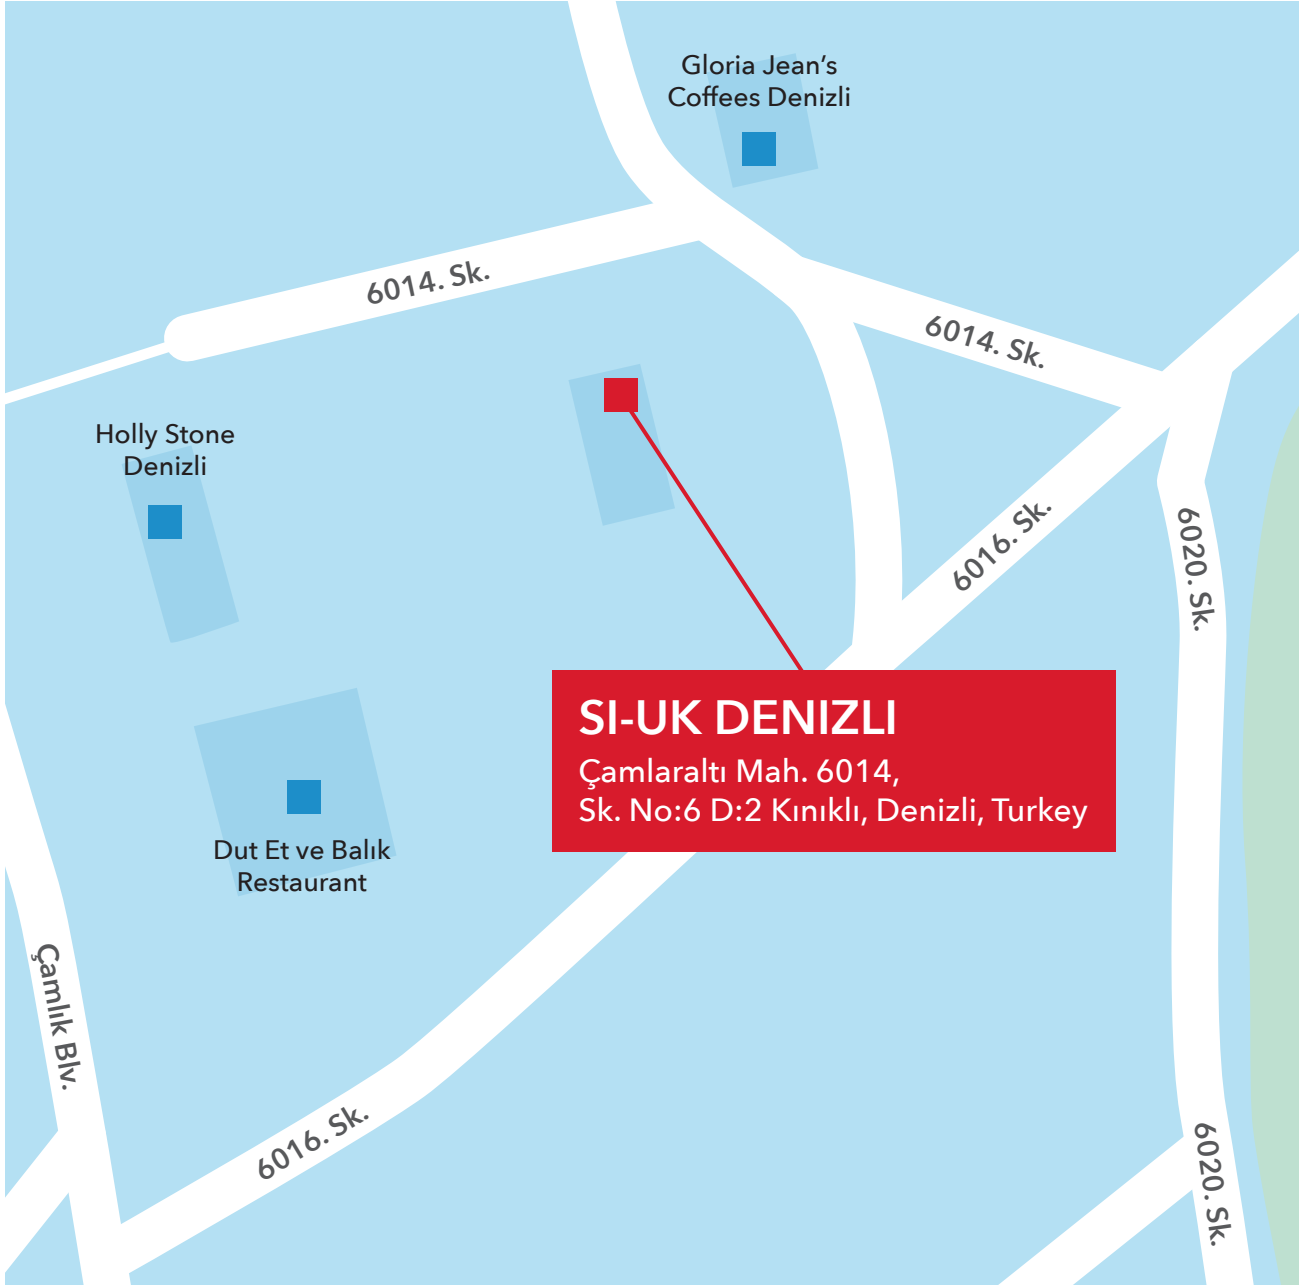 Gloria Jean's
Coffees Denizli
6014. Sk.
6014. Sk.
Holly Stone
Denizli
6016. Sk.
6020. Sk.
SI-UK DENIZLI
Çamlaraltı Mah. 6014,
Sk. No:6 D:2 Kınıklı, Denizli, Turkey
Dut Et ve Balık
Restaurant
Çamlık Blv.
6016. Sk.
6020. Sk.